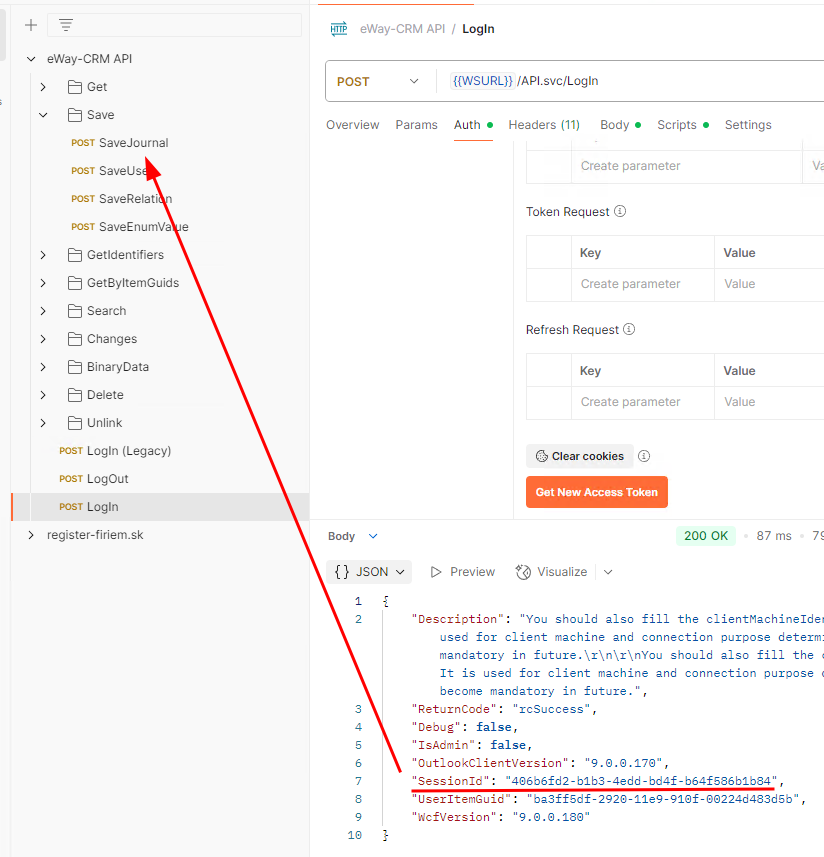 eWay-CRM API
Get
Save
POST SaveJournal
POST SaveUse
POST SaveRelation
POST SaveEnumValue
GetIdentifiers
GetByItemGuids
Search
Changes
BinaryData
Delete
Unlink
POST LogIn (Legacy)
POST LogOut
POST LogIn
register-firiem.sk
HTTP eWay-CRM API / LogIn
POST {{WSURL}} /API.svc/LogIn
Overview Params Auth Headers (11) Body Scripts Settings
Create parameter Va
Token Request
Key Value
Create parameter Value
Refresh Request
Key Value
Create parameter Value
Clear cookies
Get New Access Token
Body 200 OK 87 ms 79
{} JSON Preview Visualize
1 {
2 "Description": "You should also fill the clientMachineIden
used for client machine and connection purpose determi
mandatory in future.\r\n\r\nYou should also fill the c
It is used for client machine and connection purpose d
become mandatory in future.",
3 "ReturnCode": "rcSuccess",
4 "Debug": false,
5 "IsAdmin": false,
6 "OutlookClientVersion": "9.0.0.170",
7 "SessionId": "406b6fd2-b1b3-4edd-bd4f-b64f586b1b84",
8 "UserItemGuid": "ba3ff5df-2920-11e9-910f-00224d483d5b",
9 "WcfVersion": "9.0.0.180"
10 }